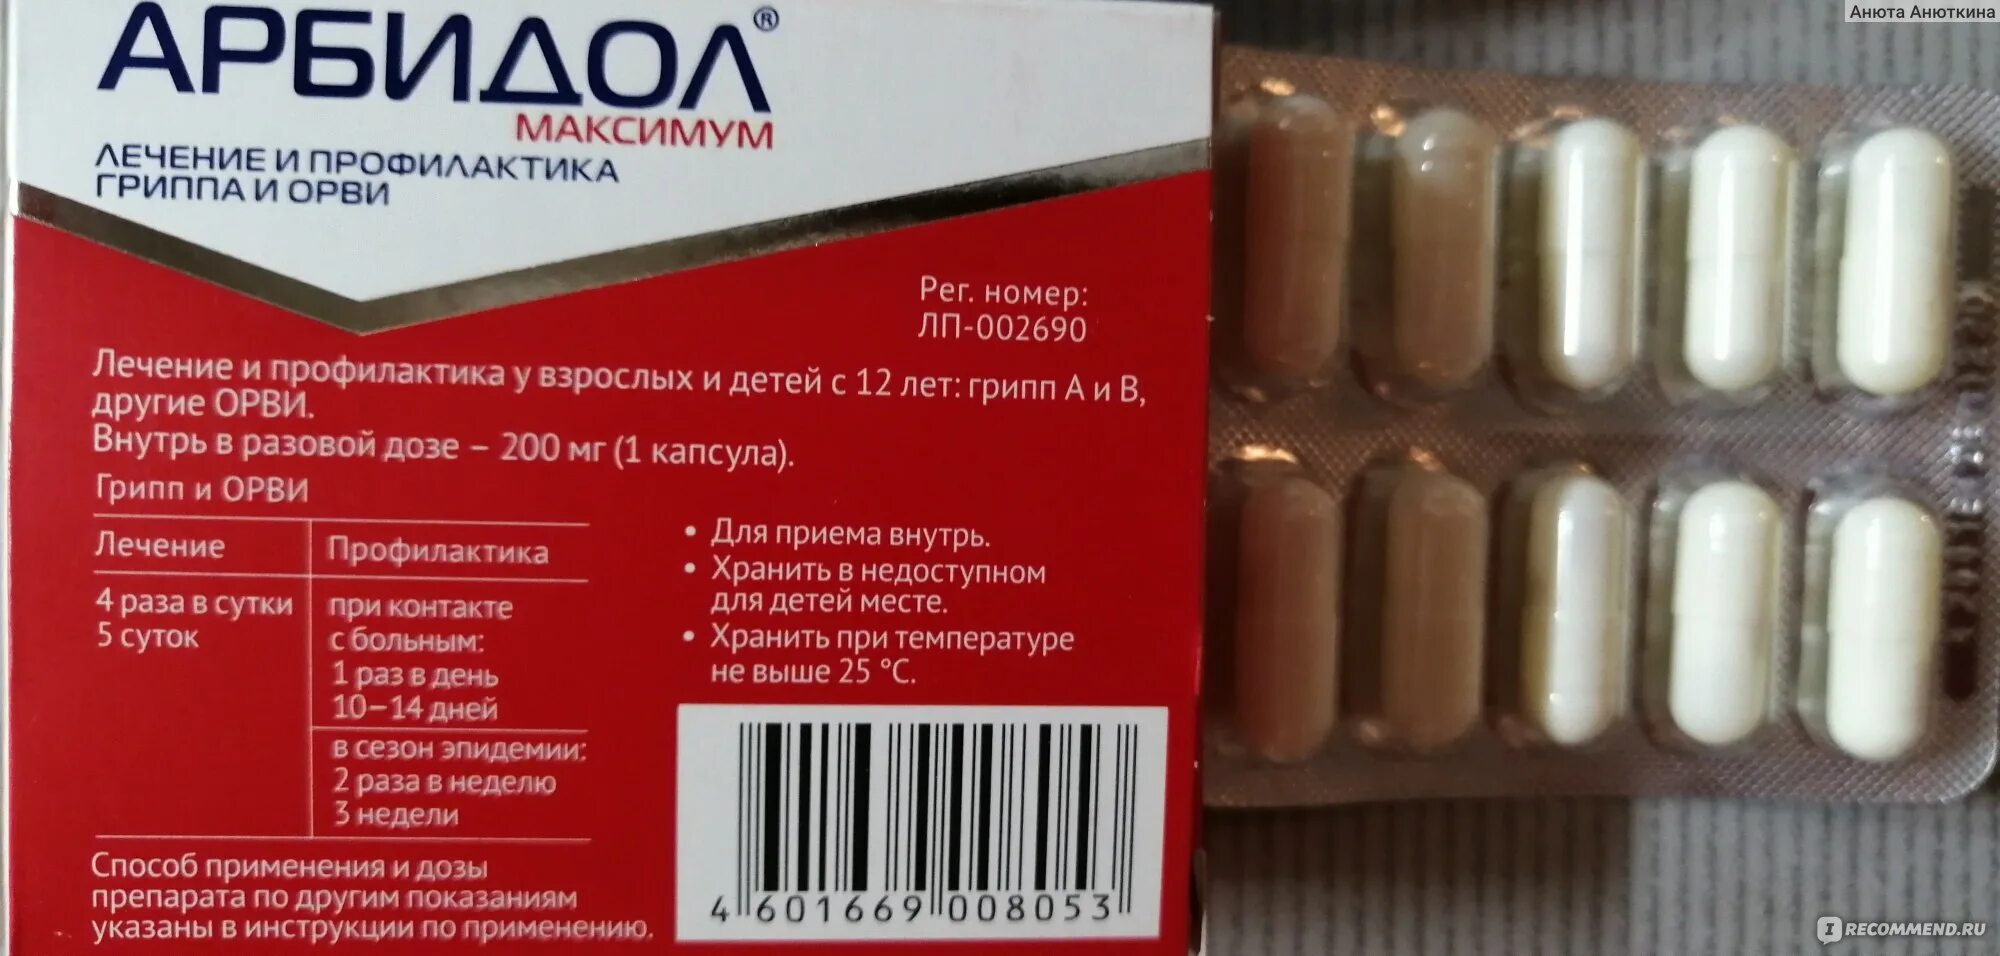 Анюта Анюткина
АРБИДОЛ®
МАКСИМУМ
ЛЕЧЕНИЕ И ПРОФИЛАКТИКА
ГРИППА И ОРВИ
Рег. номер:
ЛП-002690
Лечение и профилактика у взрослых и детей с 12 лет: грипп А и В,
другие ОРВИ.
Внутрь в разовой дозе – 200 мг (1 капсула).
Грипп и ОРВИ
Лечение
Профилактика
4 раза в сутки
5 суток
при контакте
с больным:
1 раз в день
10–14 дней
в сезон эпидемии:
2 раза в неделю
3 недели
• Для приема внутрь.
• Хранить в недоступном
для детей месте.
• Хранить при температуре
не выше 25 °С.
Способ применения и дозы
препарата по другим показаниям
указаны в инструкции по применению.
4 601669 008053
IRECOMMEND.RU